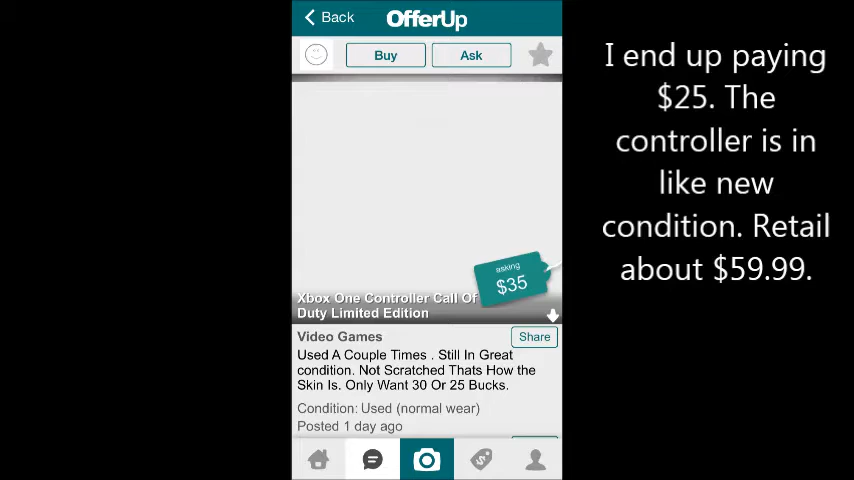 Back
OfferUp
Buy
Ask
asking
$35
Xbox One Controller Call Of
Duty Limited Edition
Video Games
Share
Used A Couple Times . Still In Great
condition. Not Scratched Thats How the
Skin Is. Only Want 30 Or 25 Bucks.
Condition: Used (normal wear)
Posted 1 day ago
I end up paying
$25. The
controller is in
like new
condition. Retail
about $59.99.